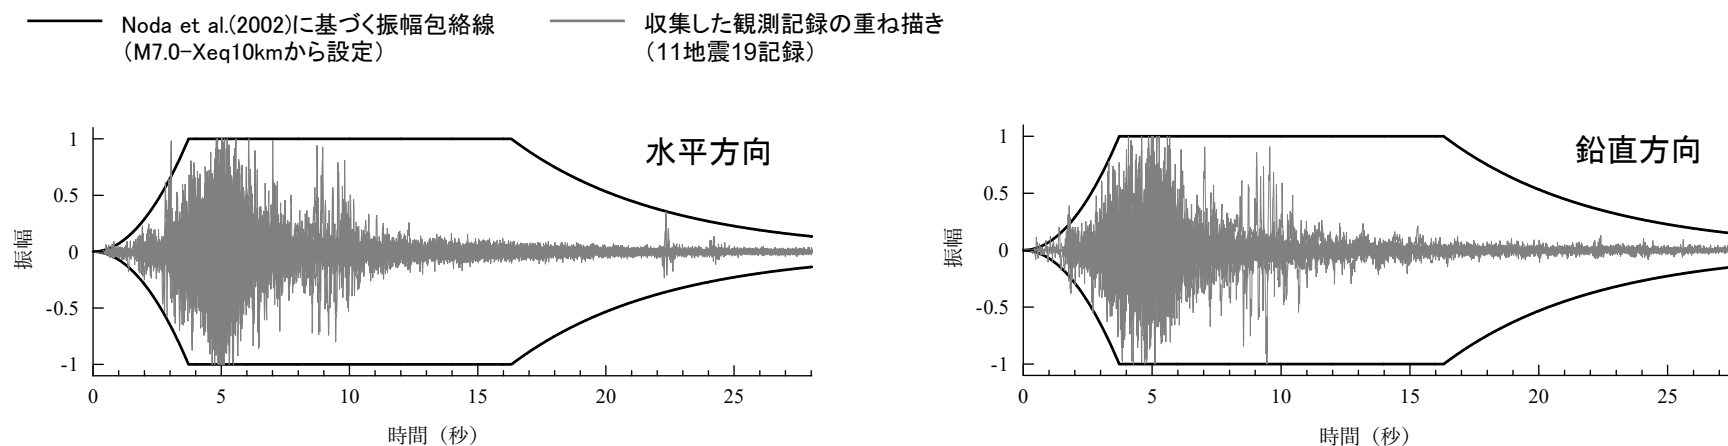 Noda et al.(2002)に基づく振幅包絡線
（M7.0-Xeq10kmから設定）
収集した観測記録の重ね描き
（11地震19記録）
水平方向
振幅
1
0.5
0
-0.5
-1
0 5 10 15 20 25
時間（秒）
鉛直方向
振幅
1
0.5
0
-0.5
-1
0 5 10 15 20 25
時間（秒）